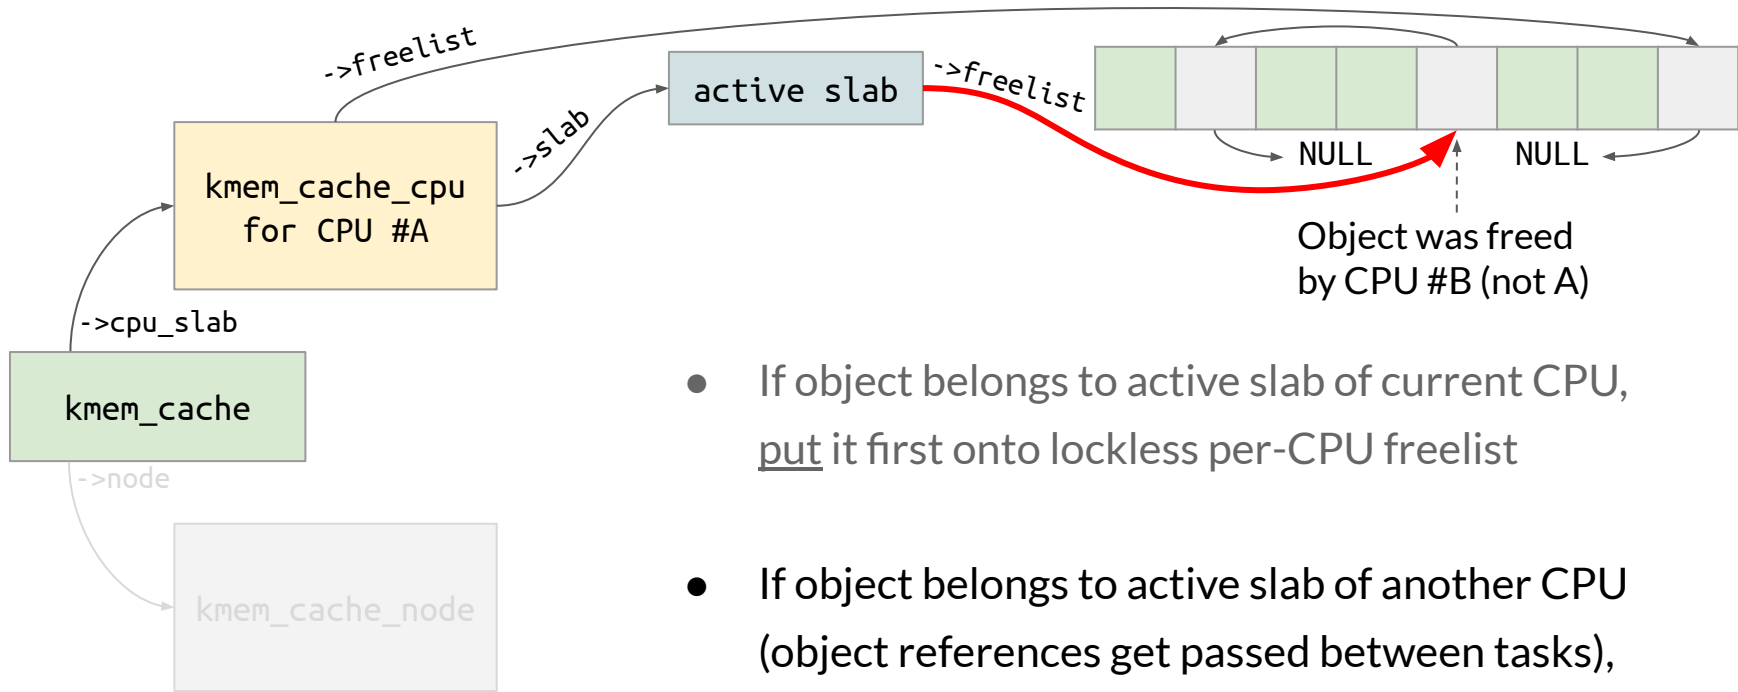 ->freelist
->freelist
active slab
->slab
NULL
NULL
kmem_cache_cpu
for CPU #A
Object was freed
by CPU #B (not A)
->cpu_slab
kmem_cache
->node
kmem_cache_node
● If object belongs to active slab of current CPU,
put it first onto lockless per-CPU freelist
● If object belongs to active slab of another CPU
(object references get passed between tasks),